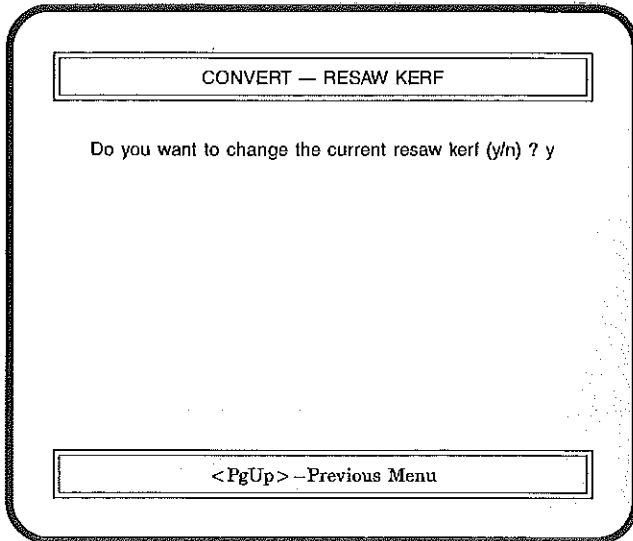 CONVERT — RESAW KERF
Do you want to change the current resaw kerf (y/n) ? y
<PgUp>–Previous Menu